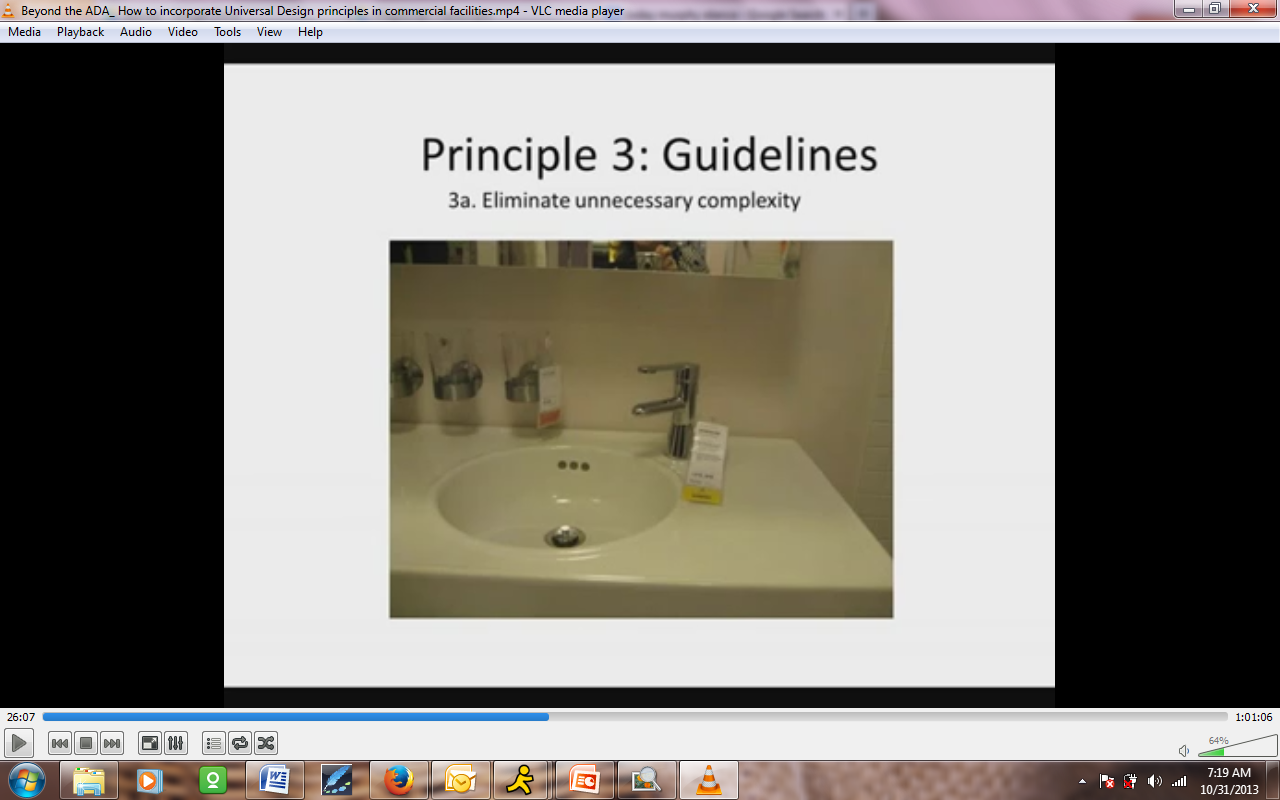 Beyond the ADA_ How to incorporate Universal Design principles in commercial facilities.mp4 - VLC media player
Media Playback Audio Video Tools View Help
Principle 3: Guidelines
3a. Eliminate unnecessary complexity
26:07
1:01:06
64%
7:19 AM
10/31/2013